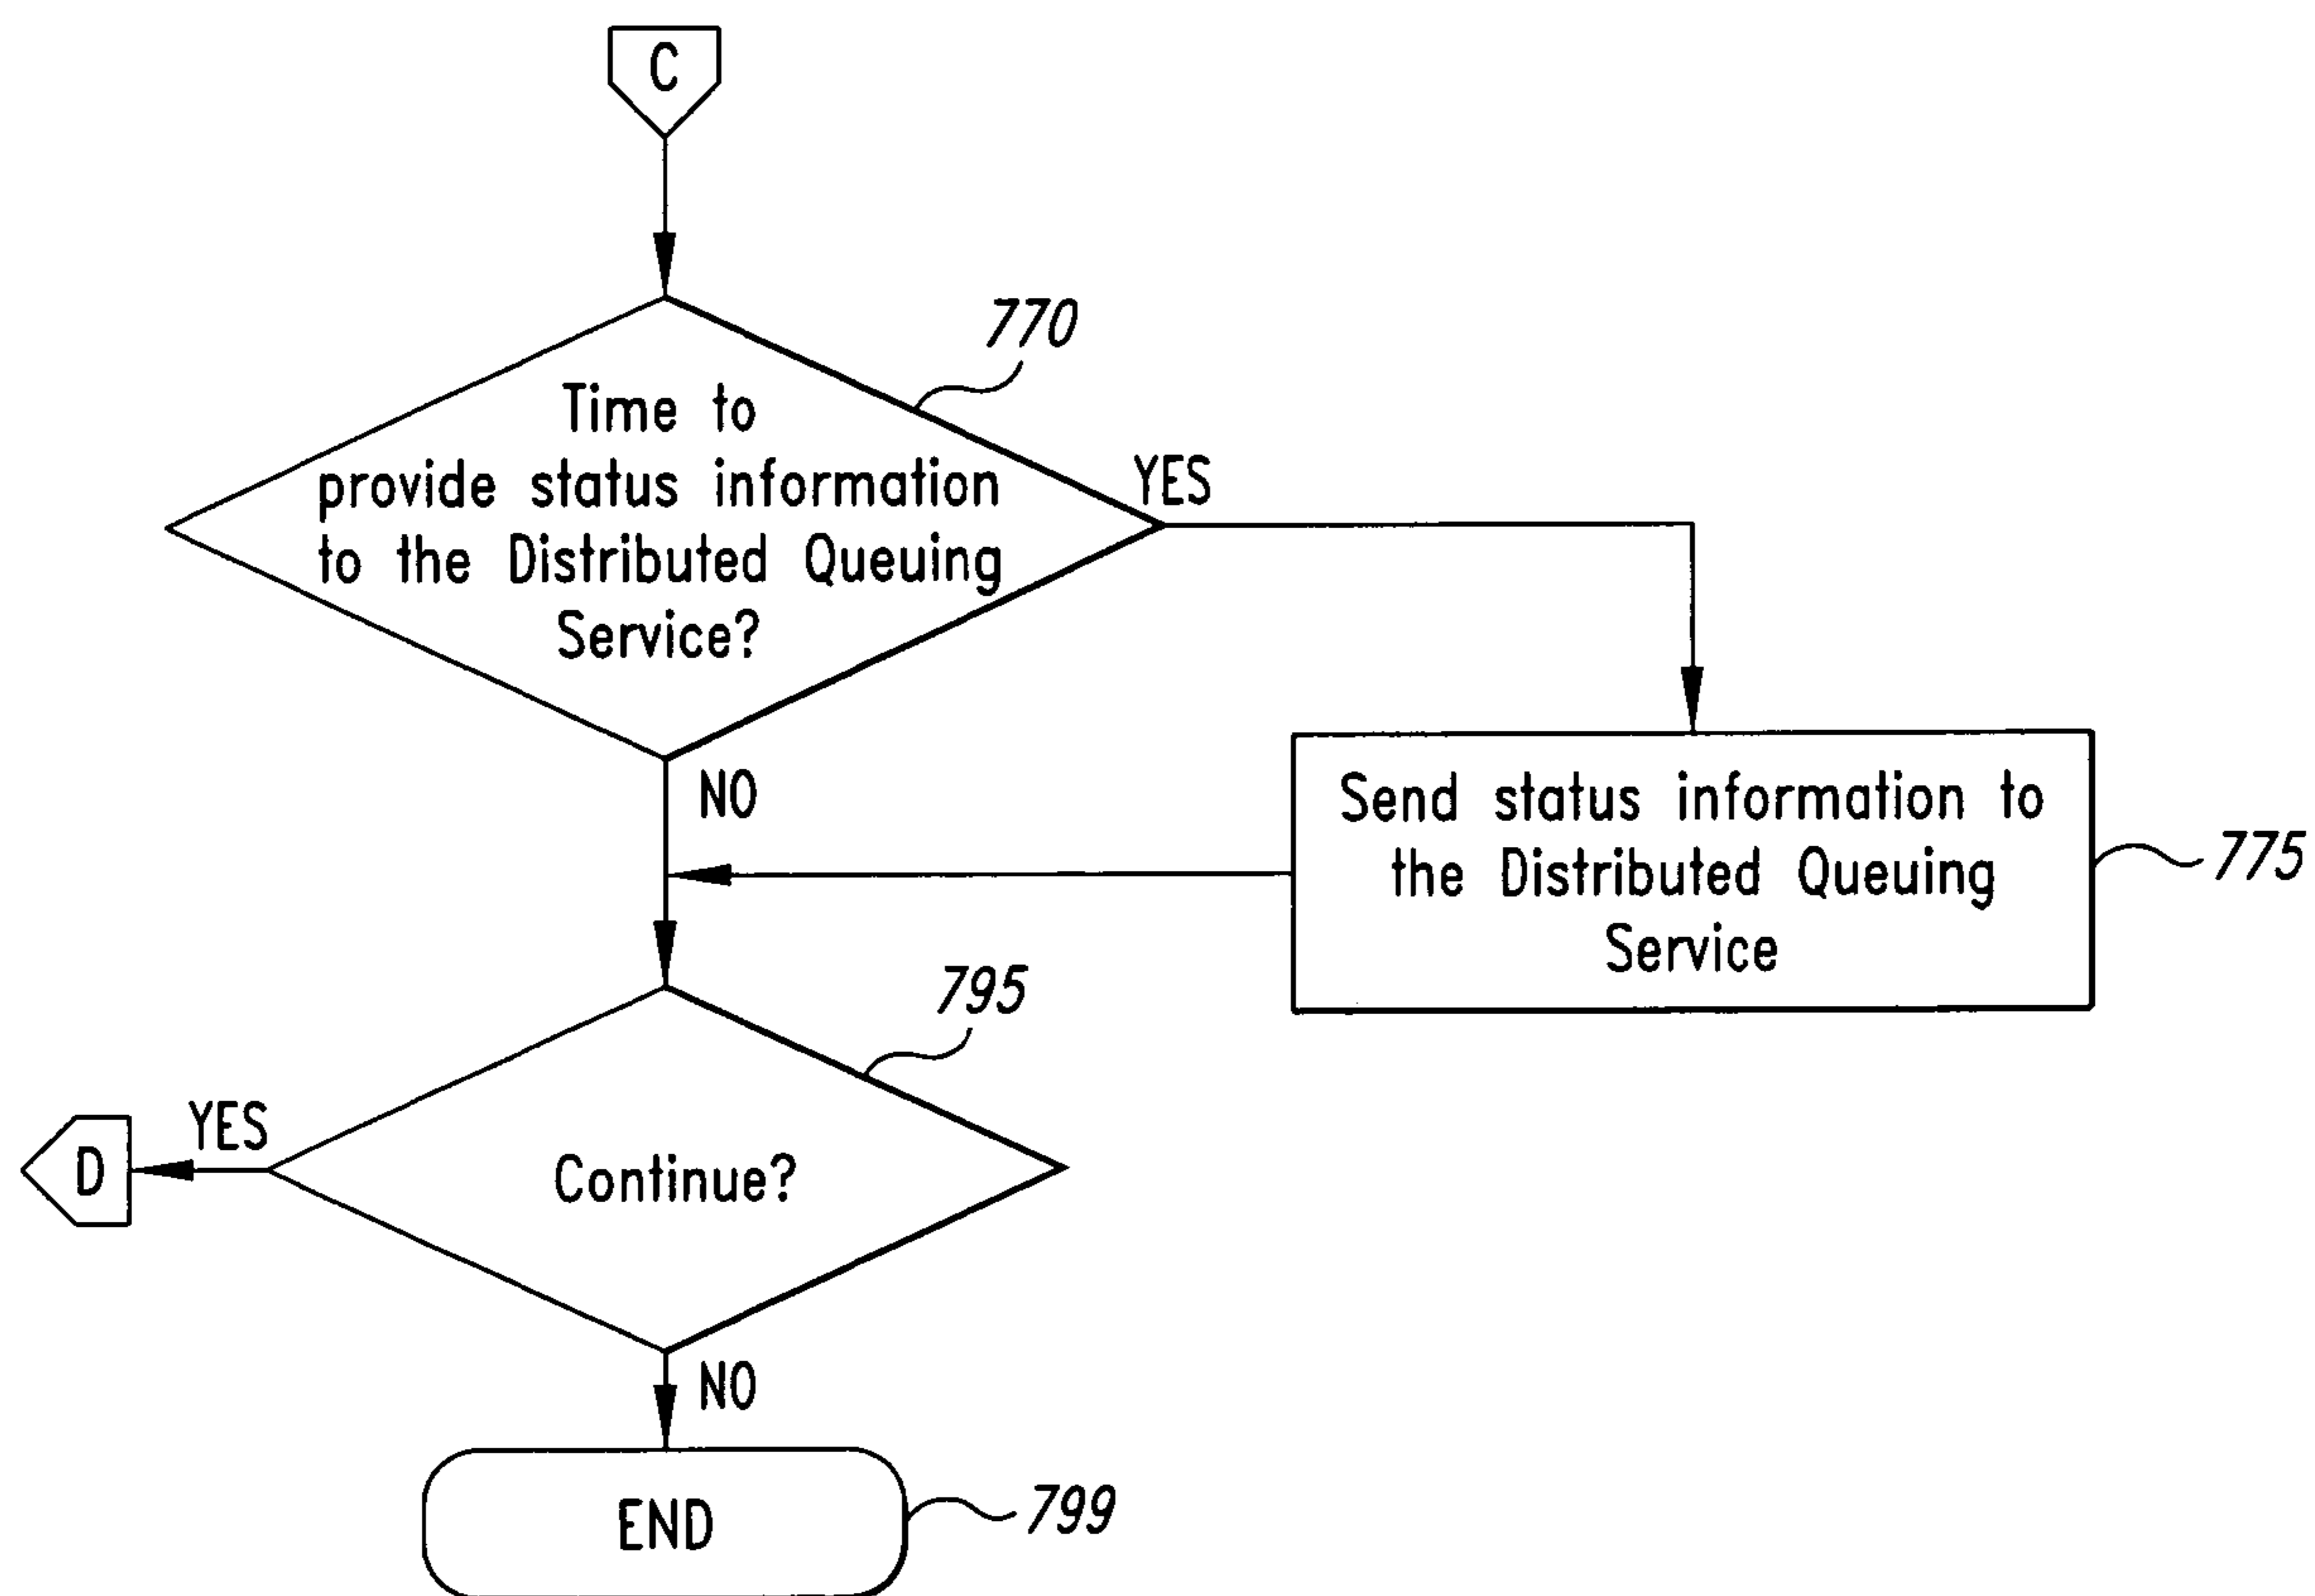 C
770
Time to
provide status information
to the Distributed Queuing
Service?
YES
NO
Send status information to
the Distributed Queuing
Service
775
795
YES
D
Continue?
NO
END
799